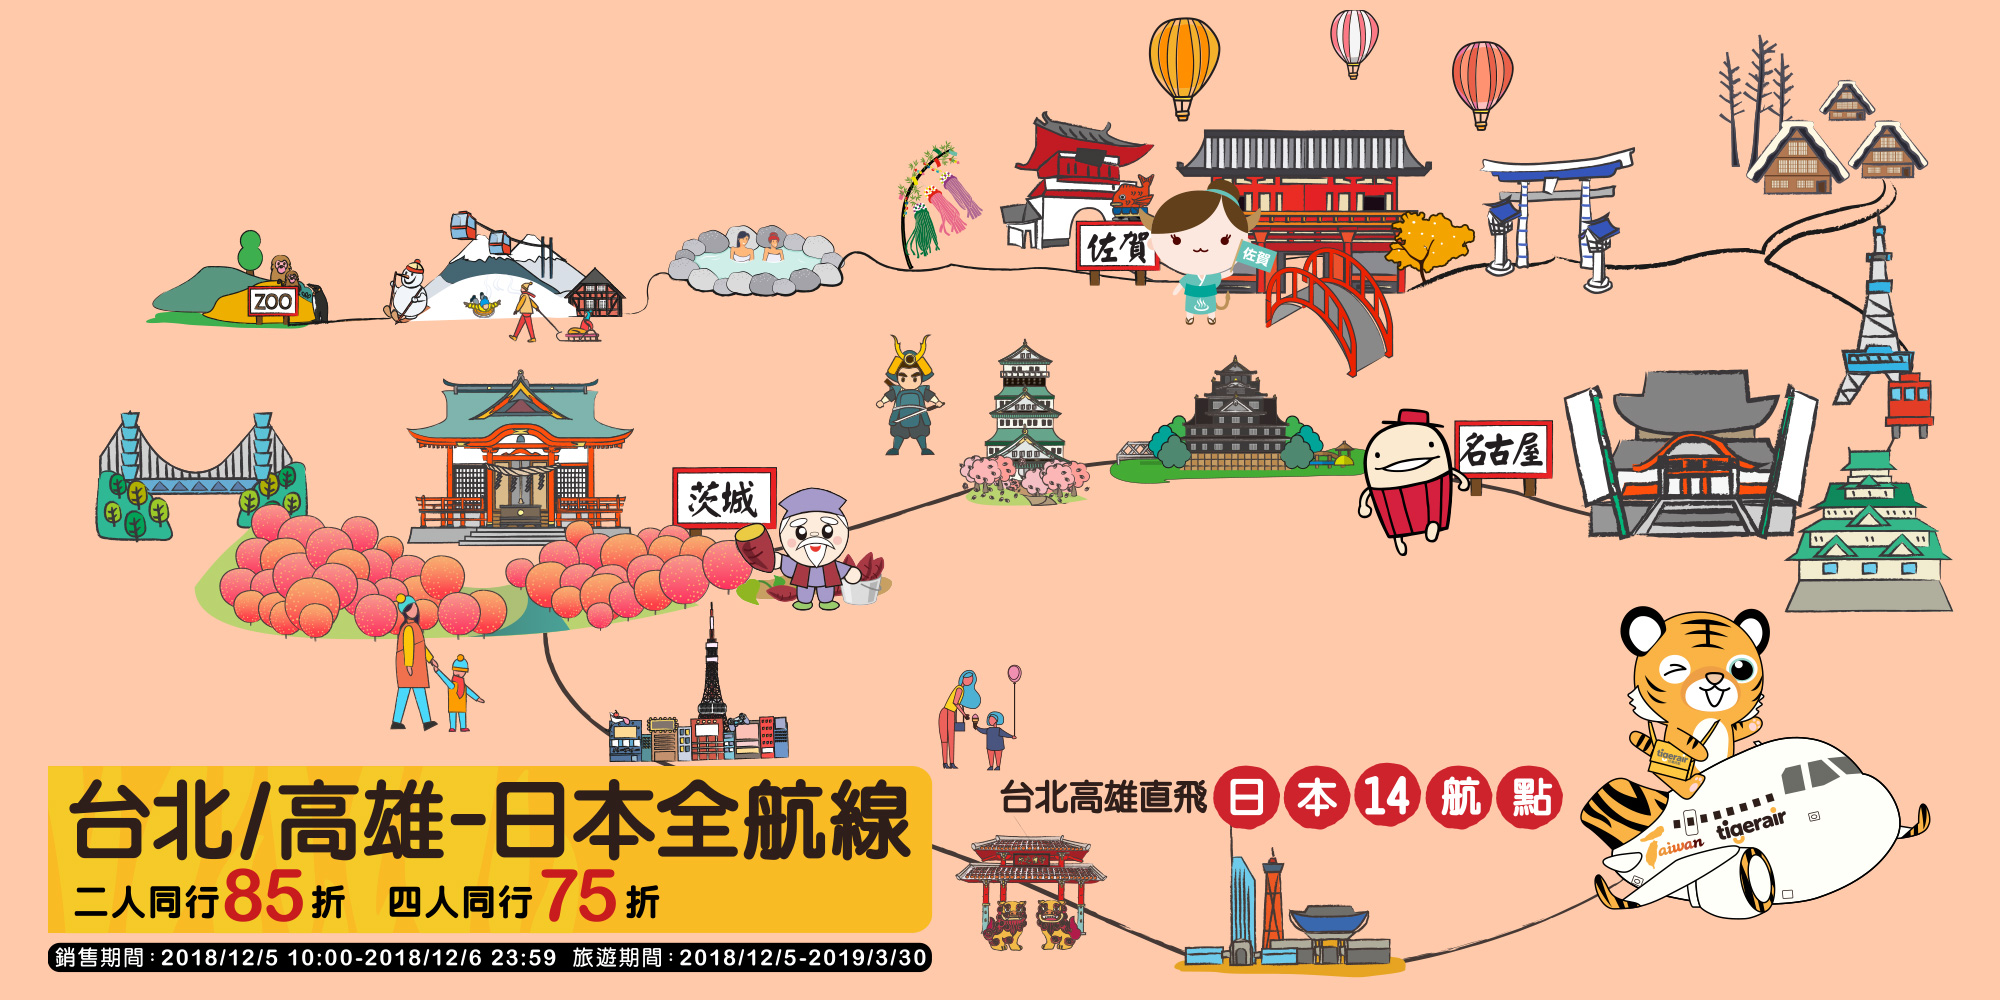 ZOO
佐賀
佐賀
茨城
名古屋
tigerair
台北高雄直飛日本14航點
tigerair
Taiwan
台北/高雄-日本全航線
二人同行85折 四人同行75折
銷售期間：2018/12/5 10:00-2018/12/6 23:59 旅遊期間：2018/12/5-2019/3/30